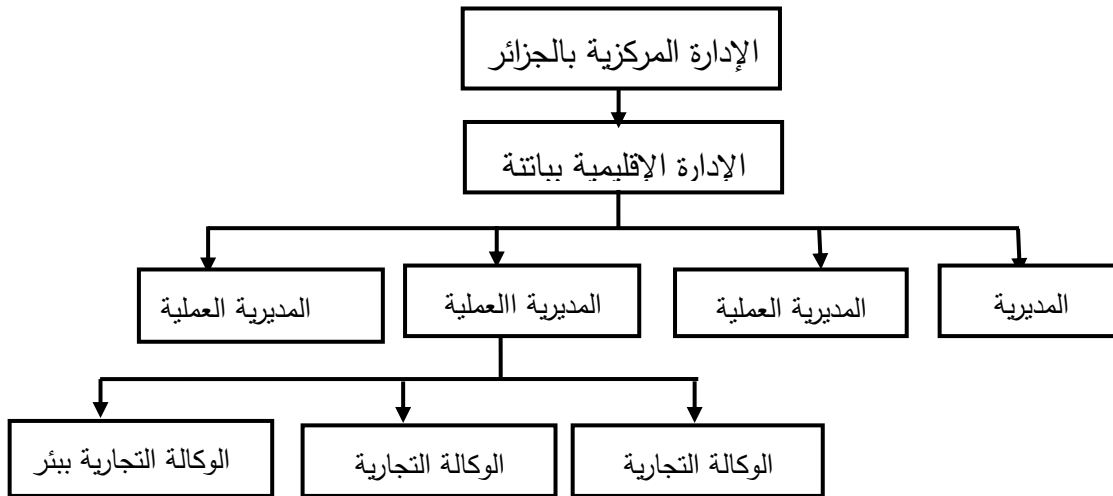 الإدارة المركزية بالجزائر
الإدارة الإقليمية بباتنة
المديرية
المديرية العملية
المديرية االعملية
المديرية العملية
الوكالة التجارية
الوكالة التجارية
الوكالة التجارية ببئر